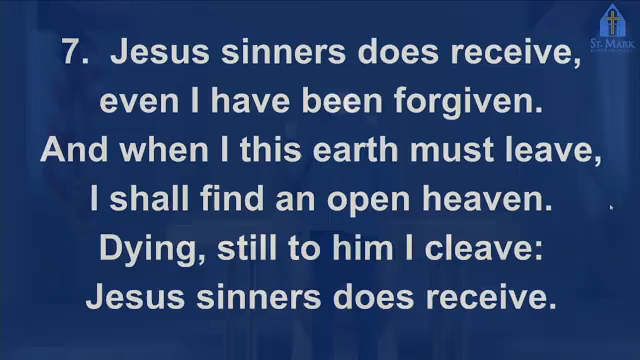 ST. MARK
7. Jesus sinners does receive,
even I have been forgiven.
And when I this earth must leave,
I shall find an open heaven.
Dying, still to him I cleave:
Jesus sinners does receive.